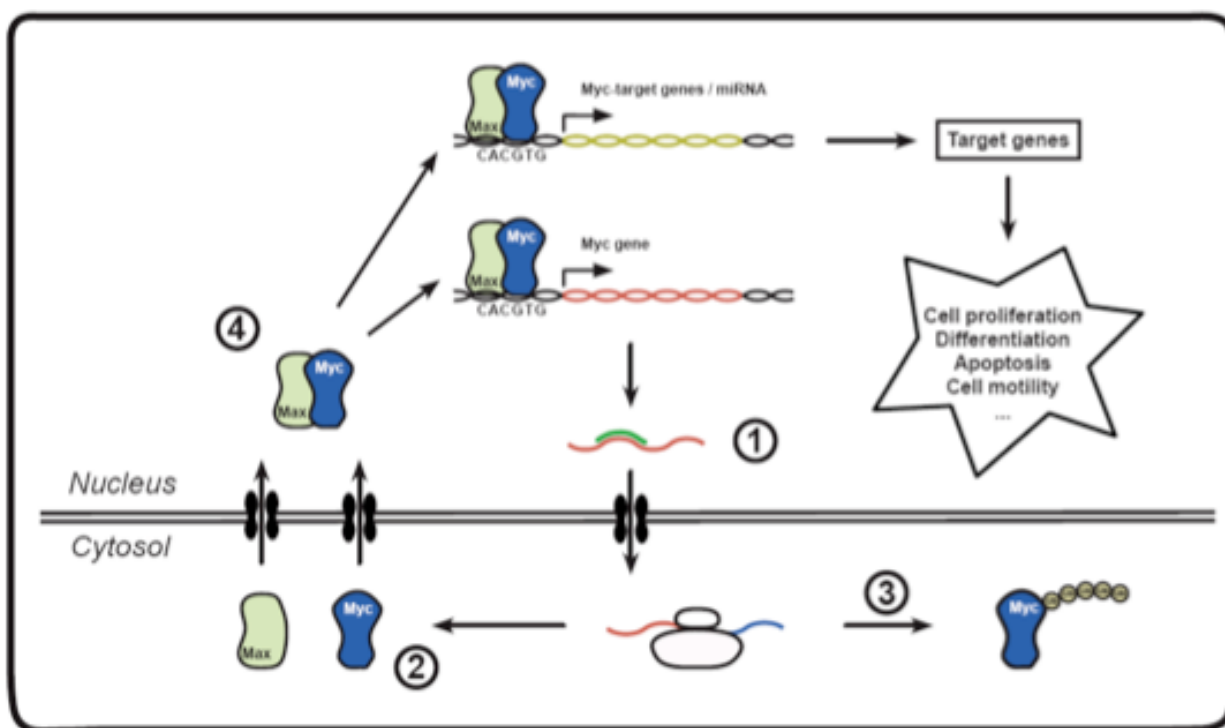 Myc
Max
CACGTG
Myc-target genes / miRNA
Target genes
Myc
Max
CACGTG
Myc gene
Cell proliferation
Differentiation
Apoptosis
Cell motility
...
4
Myc
Max
1
Nucleus
Cytosol
Max
Myc
2
3
Myc